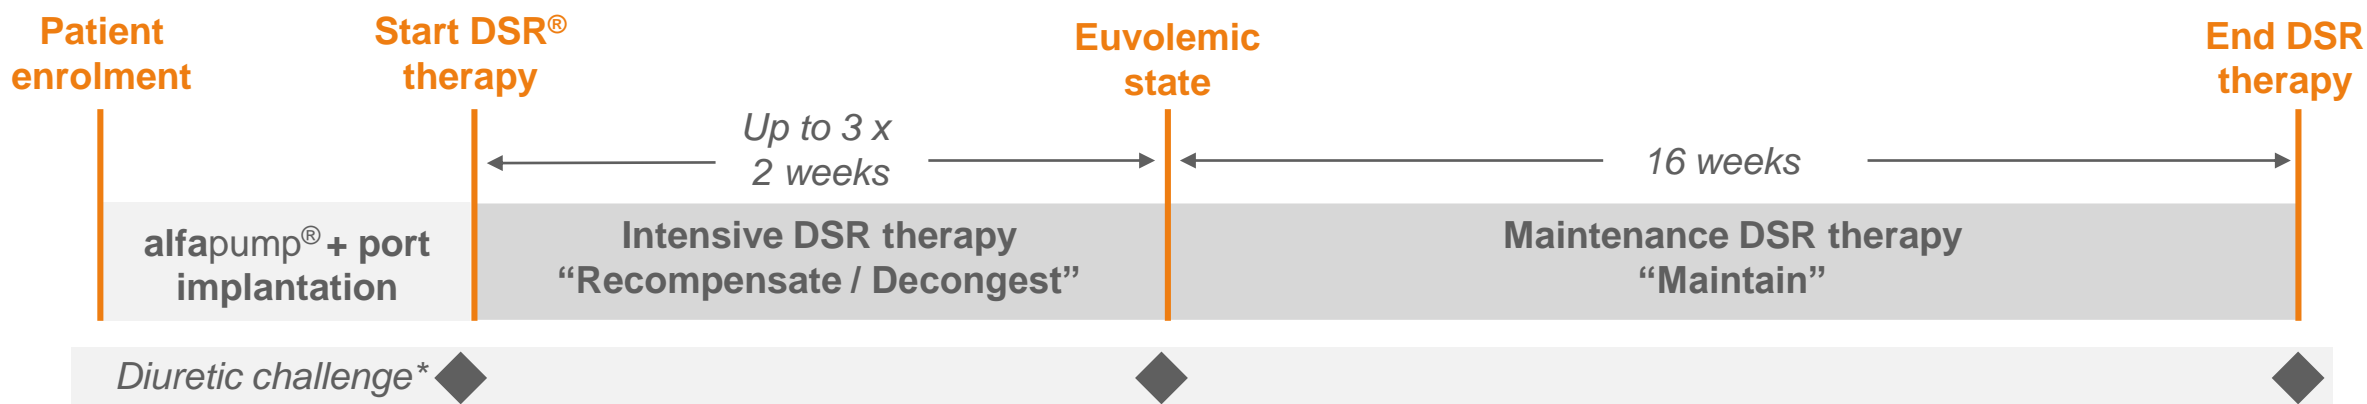 Patient
enrolment
Start DSR®
therapy
Euvolemic
state
End DSR
therapy
Up to 3 x
2 weeks
16 weeks
alfapump® + port
implantation
Intensive DSR therapy
“Recompensate / Decongest”
Maintenance DSR therapy
“Maintain”
Diuretic challenge*